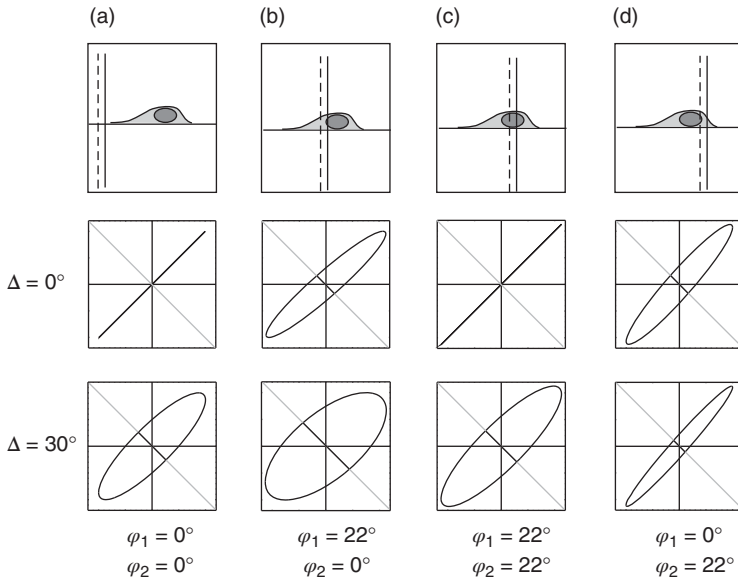 (a) (b) (c) (d)
Δ = 0°
Δ = 30°
φ1 = 0° φ1 = 22° φ1 = 22° φ1 = 0°
φ2 = 0° φ2 = 0° φ2 = 22° φ2 = 22°